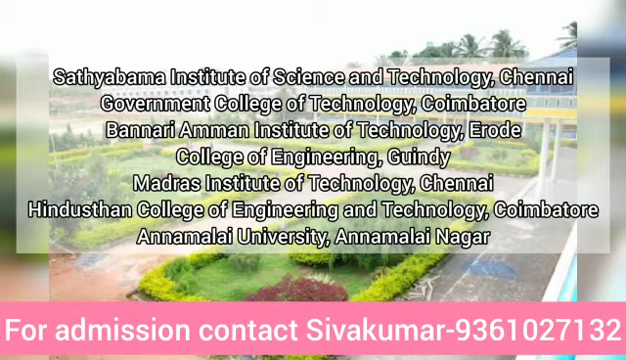 Sathyabama Institute of Science and Technology, Chennai
Government College of Technology, Coimbatore
Bannari Amman Institute of Technology, Erode
College of Engineering, Guindy
Madras Institute of Technology, Chennai
Hindusthan College of Engineering and Technology, Coimbatore
Annamalai University, Annamalai Nagar
For admission contact Sivakumar-9361027132